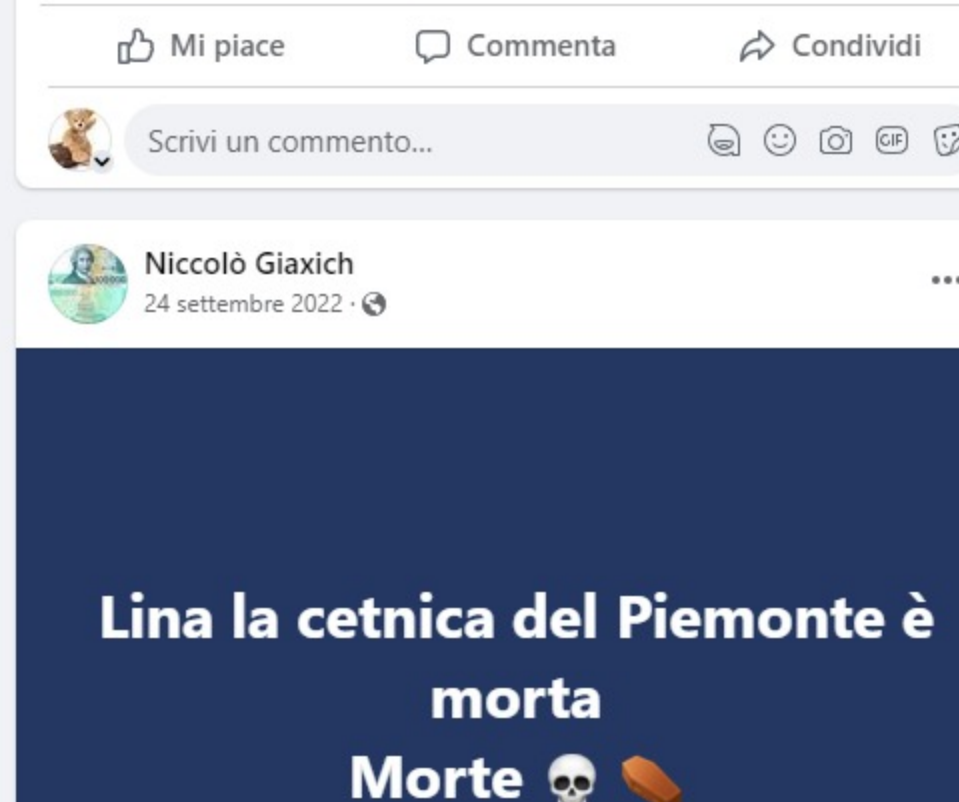 Mi piace Commenta Condividi
Scrivi un commento... GIF
Niccolò Giaxich
24 settembre 2022 ·
Lina la cetnica del Piemonte è
morta
Morte 💀 ⚰️